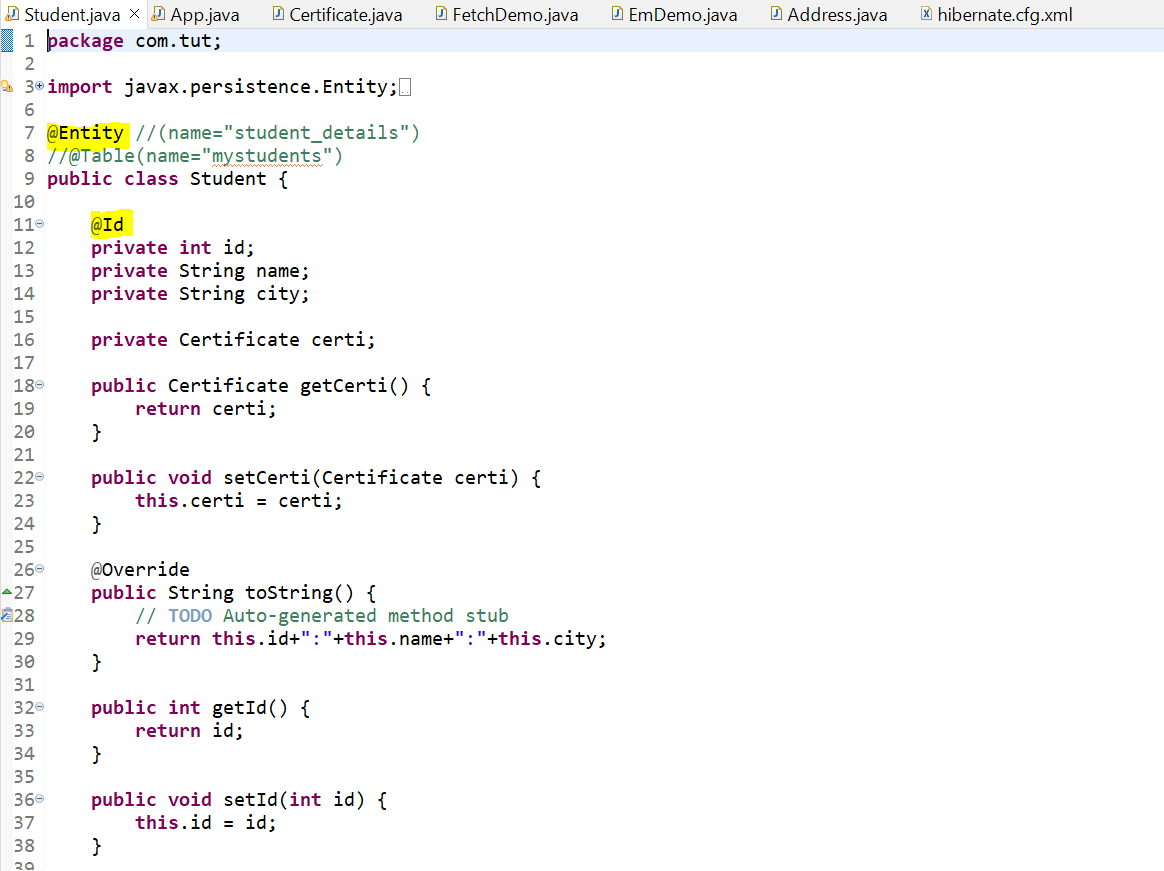 Student.java App.java Certificate.java FetchDemo.java EmDemo.java Address.java hibernate.cfg.xml
1 package com.tut;
2
3 import javax.persistence.Entity;
6
7 @Entity //(name="student_details")
8 //@Table(name="mystudents")
9 public class Student {
10
11 @Id
12 private int id;
13 private String name;
14 private String city;
15
16 private Certificate certi;
17
18 public Certificate getCerti() {
19 return certi;
20 }
21
22 public void setCerti(Certificate certi) {
23 this.certi = certi;
24 }
25
26 @Override
27 public String toString() {
28 // TODO Auto-generated method stub
29 return this.id+":"+this.name+":"+this.city;
30 }
31
32 public int getId() {
33 return id;
34 }
35
36 public void setId(int id) {
37 this.id = id;
38 }
39